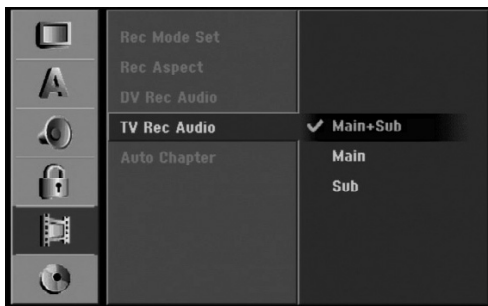 Rec Mode Set
Rec Aspect
DV Rec Audio
TV Rec Audio
Auto Chapter
Main+Sub
Main
Sub
A